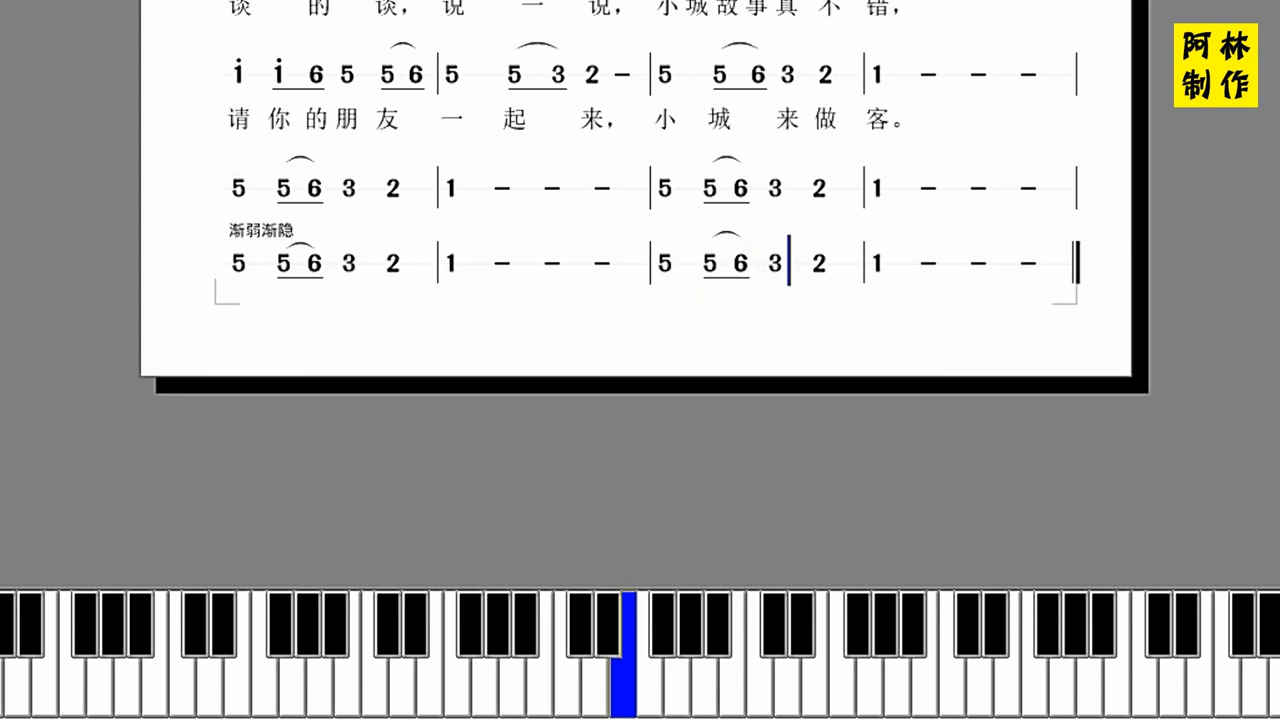 谈 的 谈， 说 一 说， 小 城 故 事 真 不 错，
i i 6 5 5 6 | 5 5 3 2 – | 5 5 6 3 2 | 1 – – – |
请 你 的 朋 友 一 起 来， 小 城 来 做 客。
5 5 6 3 2 | 1 – – – | 5 5 6 3 2 | 1 – – – |
渐弱渐隐
5 5 6 3 2 | 1 – – – | 5 5 6 3 2 | 1 – – – ‖
阿林
制作